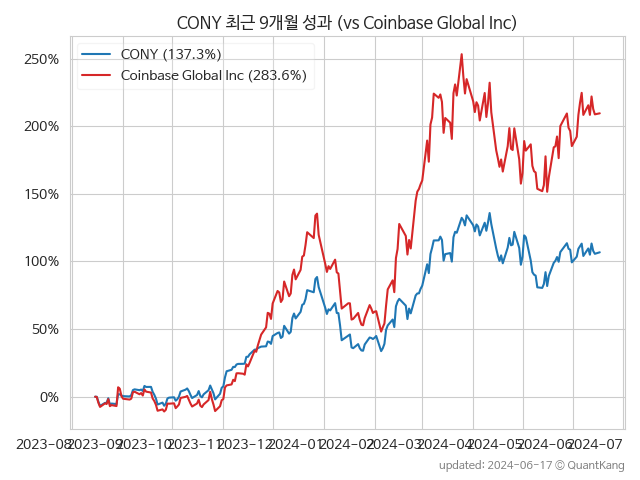 CONY 최근 9개월 성과 (vs Coinbase Global Inc)
CONY (137.3%)
Coinbase Global Inc (283.6%)
250%
200%
150%
100%
50%
0%
2023-08 2023-09 2023-10 2023-11 2023-12 2024-01 2024-02 2024-03 2024-04 2024-05 2024-06 2024-07
updated: 2024-06-17 © QuantKang